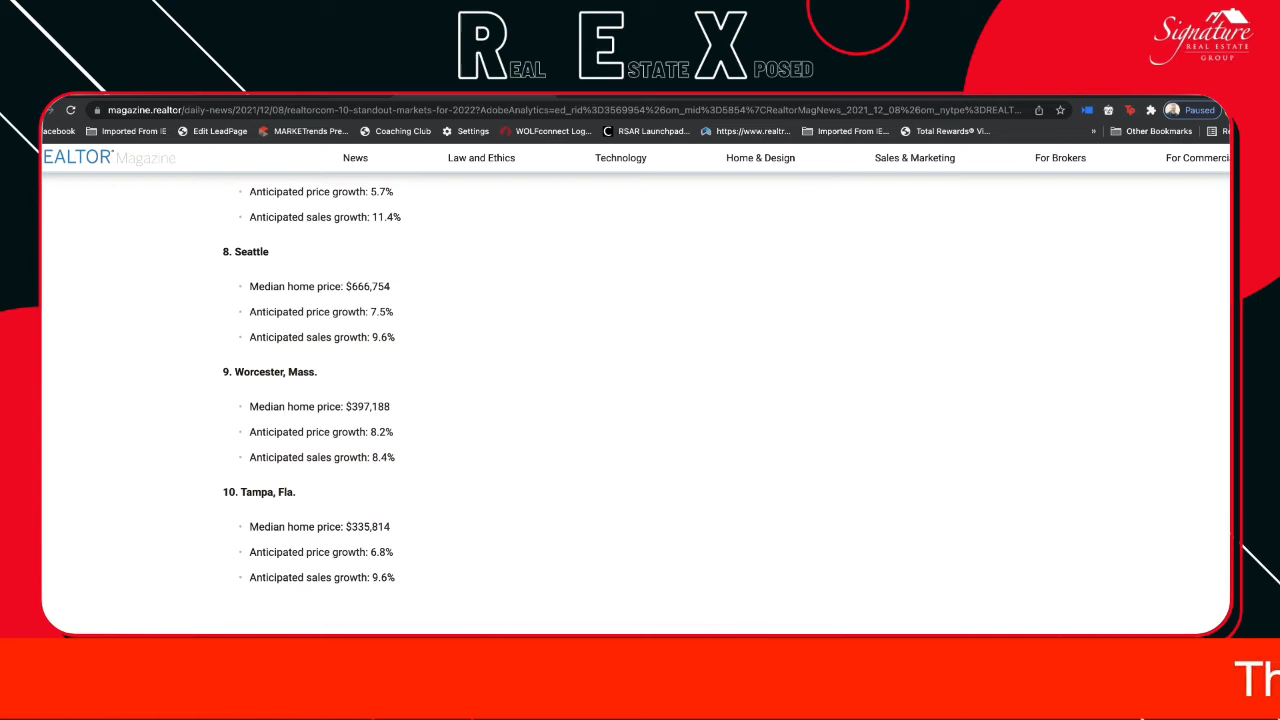 REAL ESTATE XPOSED
Signature
REAL ESTATE
GROUP
magazine.realtor/daily-news/2021/12/08/realtorcom-10-standout-markets-for-2022?AdobeAnalytics=ed_rid%3D3569954%26om_mid%3D5854%7CRealtorMagNews_2021_12_08%26om_nytpe%3DREALT... Paused
acebook Imported From IE Edit LeadPage MARKETrends Pre... Coaching Club Settings WOLFconnect Log... RSAR Launchpad... https://www.realtr... Imported From IE... Total Rewards® Vi... » Other Bookmarks Re
EALTOR® Magazine News Law and Ethics Technology Home & Design Sales & Marketing For Brokers For Commerci
Anticipated price growth: 5.7%
Anticipated sales growth: 11.4%
8. Seattle
Median home price: $666,754
Anticipated price growth: 7.5%
Anticipated sales growth: 9.6%
9. Worcester, Mass.
Median home price: $397,188
Anticipated price growth: 8.2%
Anticipated sales growth: 8.4%
10. Tampa, Fla.
Median home price: $335,814
Anticipated price growth: 6.8%
Anticipated sales growth: 9.6%
Th